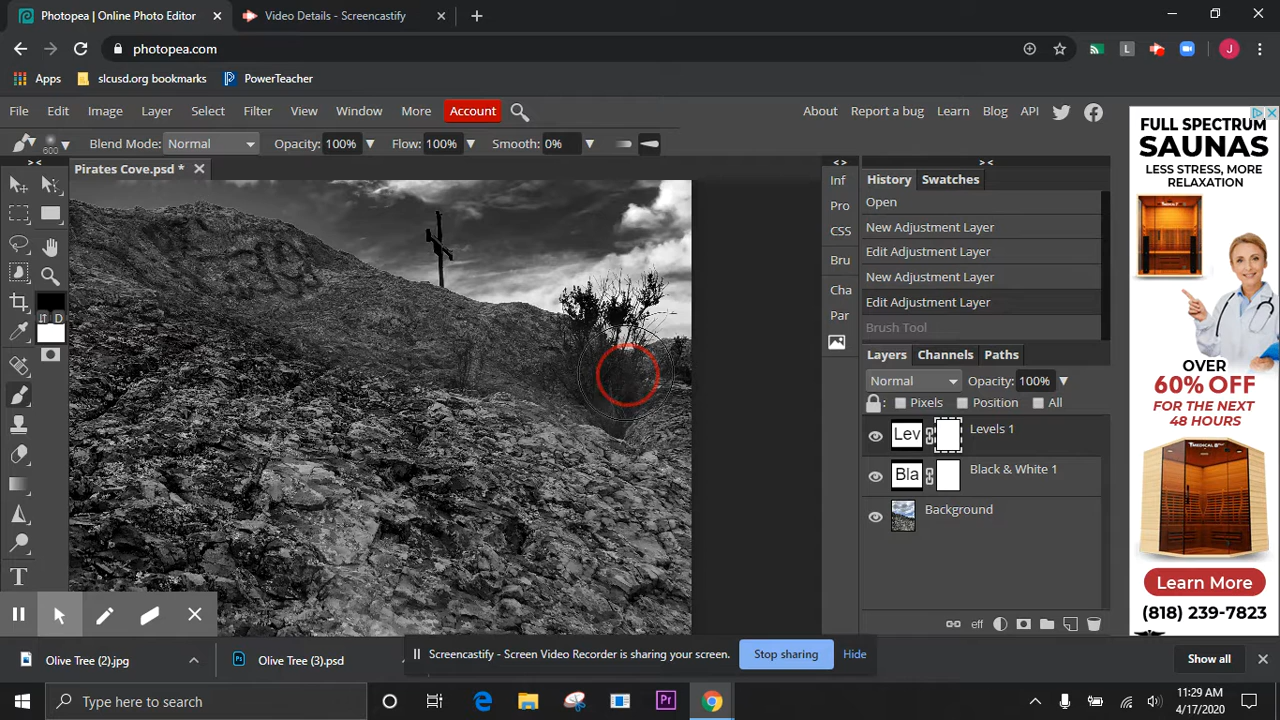 Photopea | Online Photo Editor
Video Details - Screencastify
photopea.com
L
J
Apps
slcusd.org bookmarks
PowerTeacher
File Edit Image Layer Select Filter View Window More Account
About Report a bug Learn Blog API
600
Blend Mode: Normal
Opacity: 100%
Flow: 100%
Smooth: 0%
> <
Pirates Cove.psd *
< >
> <
Inf
Pro
CSS
Bru
Cha
Par
History Swatches
Open
New Adjustment Layer
Edit Adjustment Layer
New Adjustment Layer
Edit Adjustment Layer
Brush Tool
Layers Channels Paths
Normal
Opacity: 100%
Pixels Position All
Lev Levels 1
Bla Black & White 1
Background
eff
D
T
FULL SPECTRUM
SAUNAS
LESS STRESS, MORE
RELAXATION
OVER
60% OFF
FOR THE NEXT
48 HOURS
Learn More
(818) 239-7823
Olive Tree (2).jpg
Olive Tree (3).psd
Screencastify - Screen Video Recorder is sharing your screen.
Stop sharing
Hide
Show all
Type here to search
Pr
11:29 AM
4/17/2020